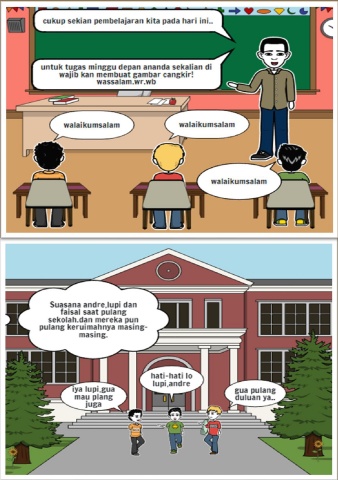 cukup sekian pembelajaran kita pada hari ini..
untuk tugas minggu depan ananda sekalian di
wajib kan membuat gambar cangkir!
wassalam.wr.wb
walaikumsalam
walaikumsalam
walaikumsalam
Suasana andre,lupi dan
faisal saat pulang
sekolah.dan mereka pun
pulang keruimahnya masing-
masing.
iya lupi,gua
mau plang
juga
hati-hati lo
lupi,andre
gua pulang
duluan ya..